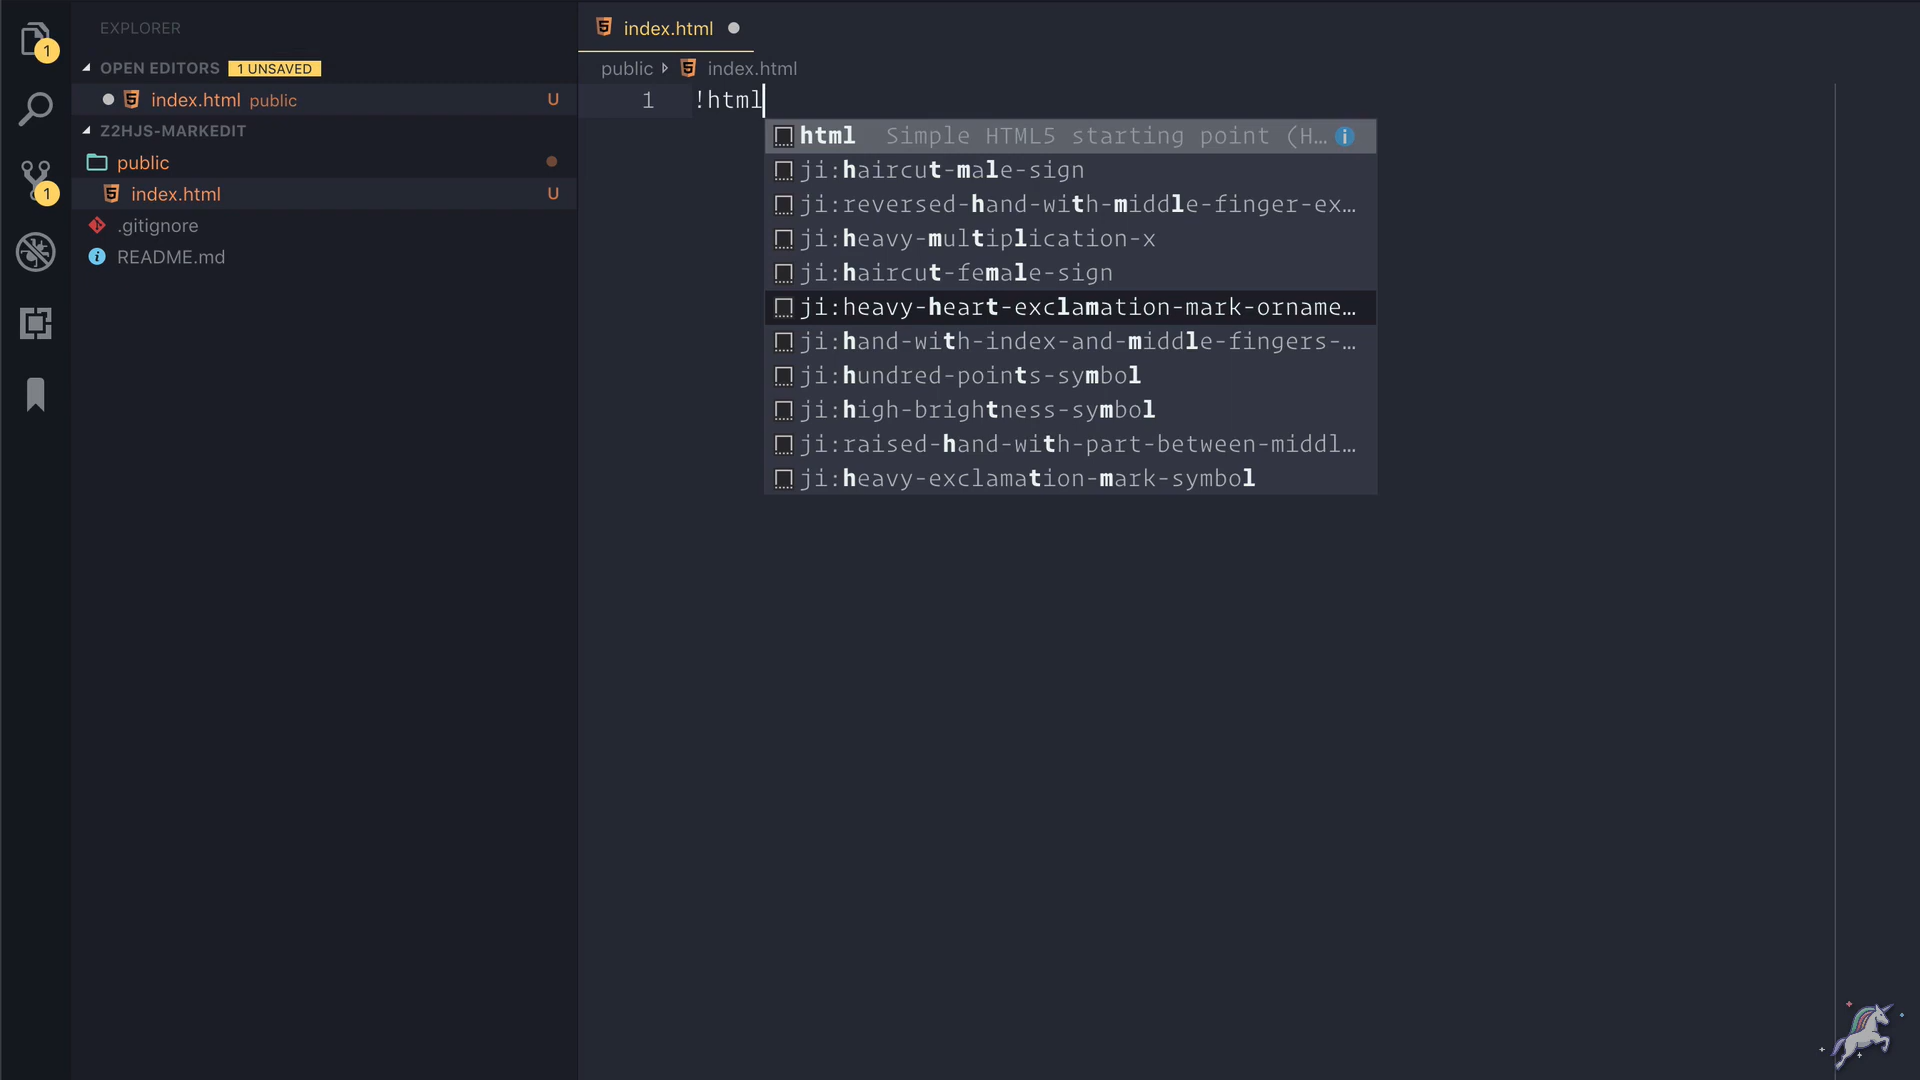 EXPLORER
OPEN EDITORS 1 UNSAVED
index.html public U
Z2HJS-MARKEDIT
public
index.html U
.gitignore
README.md
1
1
index.html
public index.html
1 !html
html Simple HTML5 starting point (H…
ji:haircut-male-sign
ji:reversed-hand-with-middle-finger-ex…
ji:heavy-multiplication-x
ji:haircut-female-sign
ji:heavy-heart-exclamation-mark-orname…
ji:hand-with-index-and-middle-fingers-…
ji:hundred-points-symbol
ji:high-brightness-symbol
ji:raised-hand-with-part-between-middl…
ji:heavy-exclamation-mark-symbol